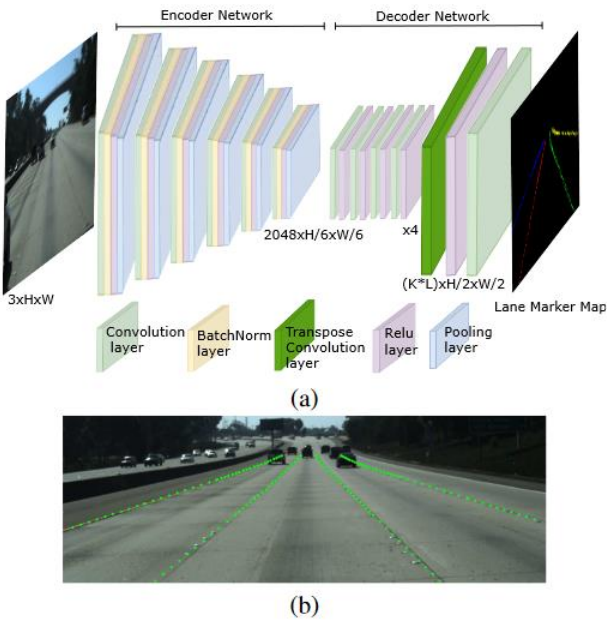 Encoder Network
Decoder Network
3xHxW
2048xH/6xW/6
x4
(K*L)xH/2xW/2
Lane Marker Map
Convolution
layer
BatchNorm
layer
Transpose
Convolution
layer
Relu
layer
Pooling
layer
(a)
(b)